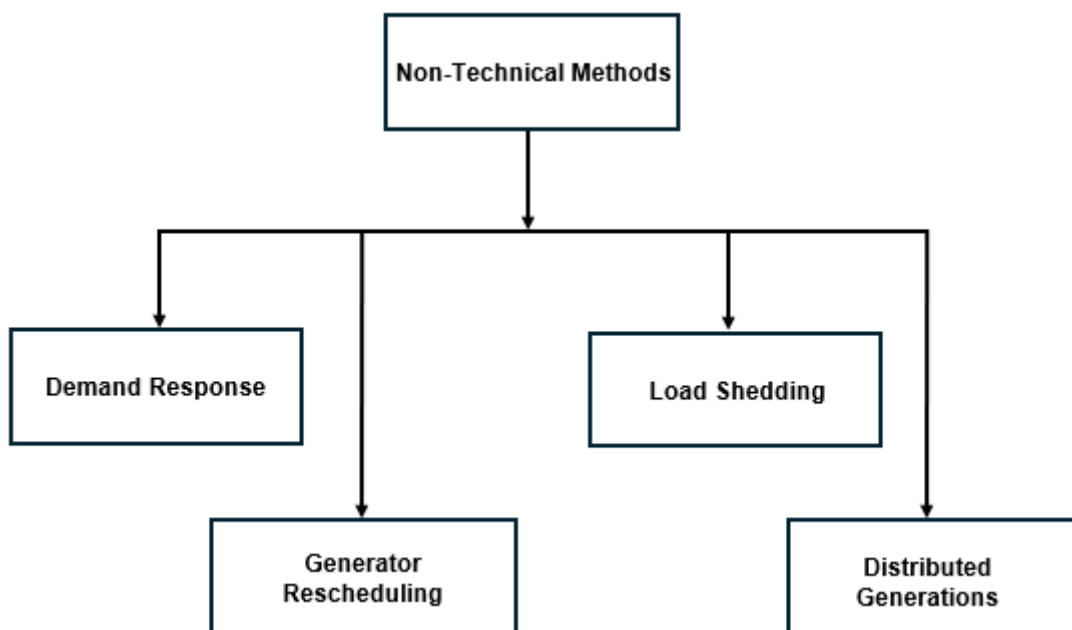 Non-Technical Methods
Demand Response
Load Shedding
Generator
Rescheduling
Distributed
Generations